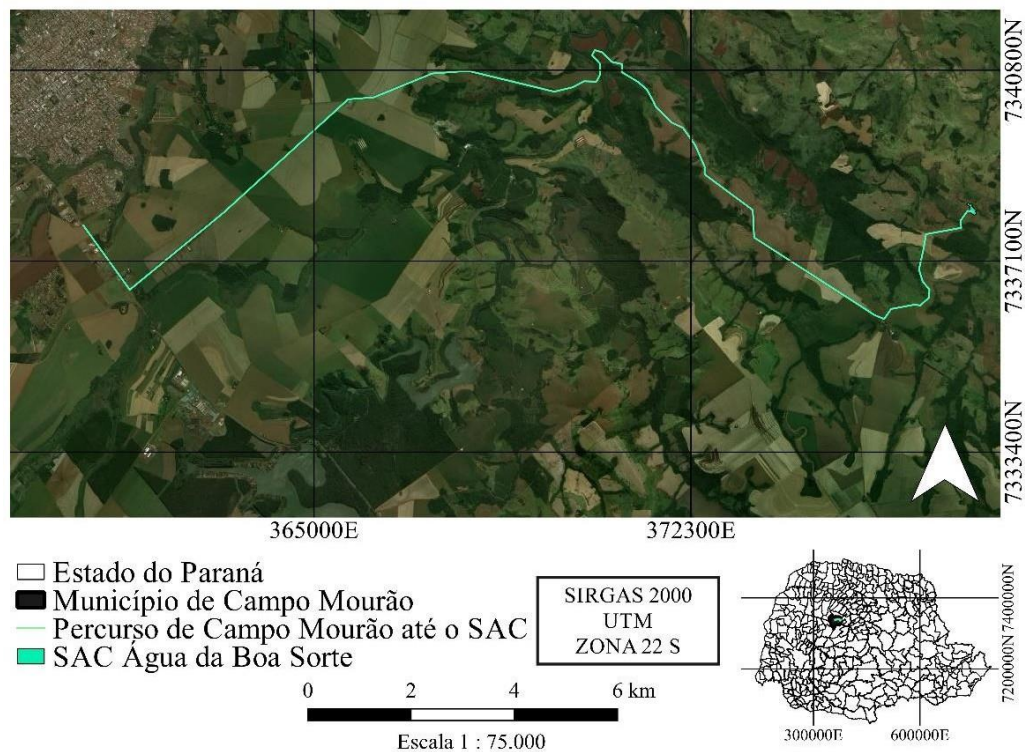 7340800N
7337100N
7333400N
365000E
372300E
Estado do Paraná
Município de Campo Mourão
Percurso de Campo Mourão até o SAC
SAC Água da Boa Sorte
SIRGAS 2000
UTM
ZONA 22 S
0 2 4 6 km
Escala 1 : 75.000
7400000N
7200000N
300000E
600000E